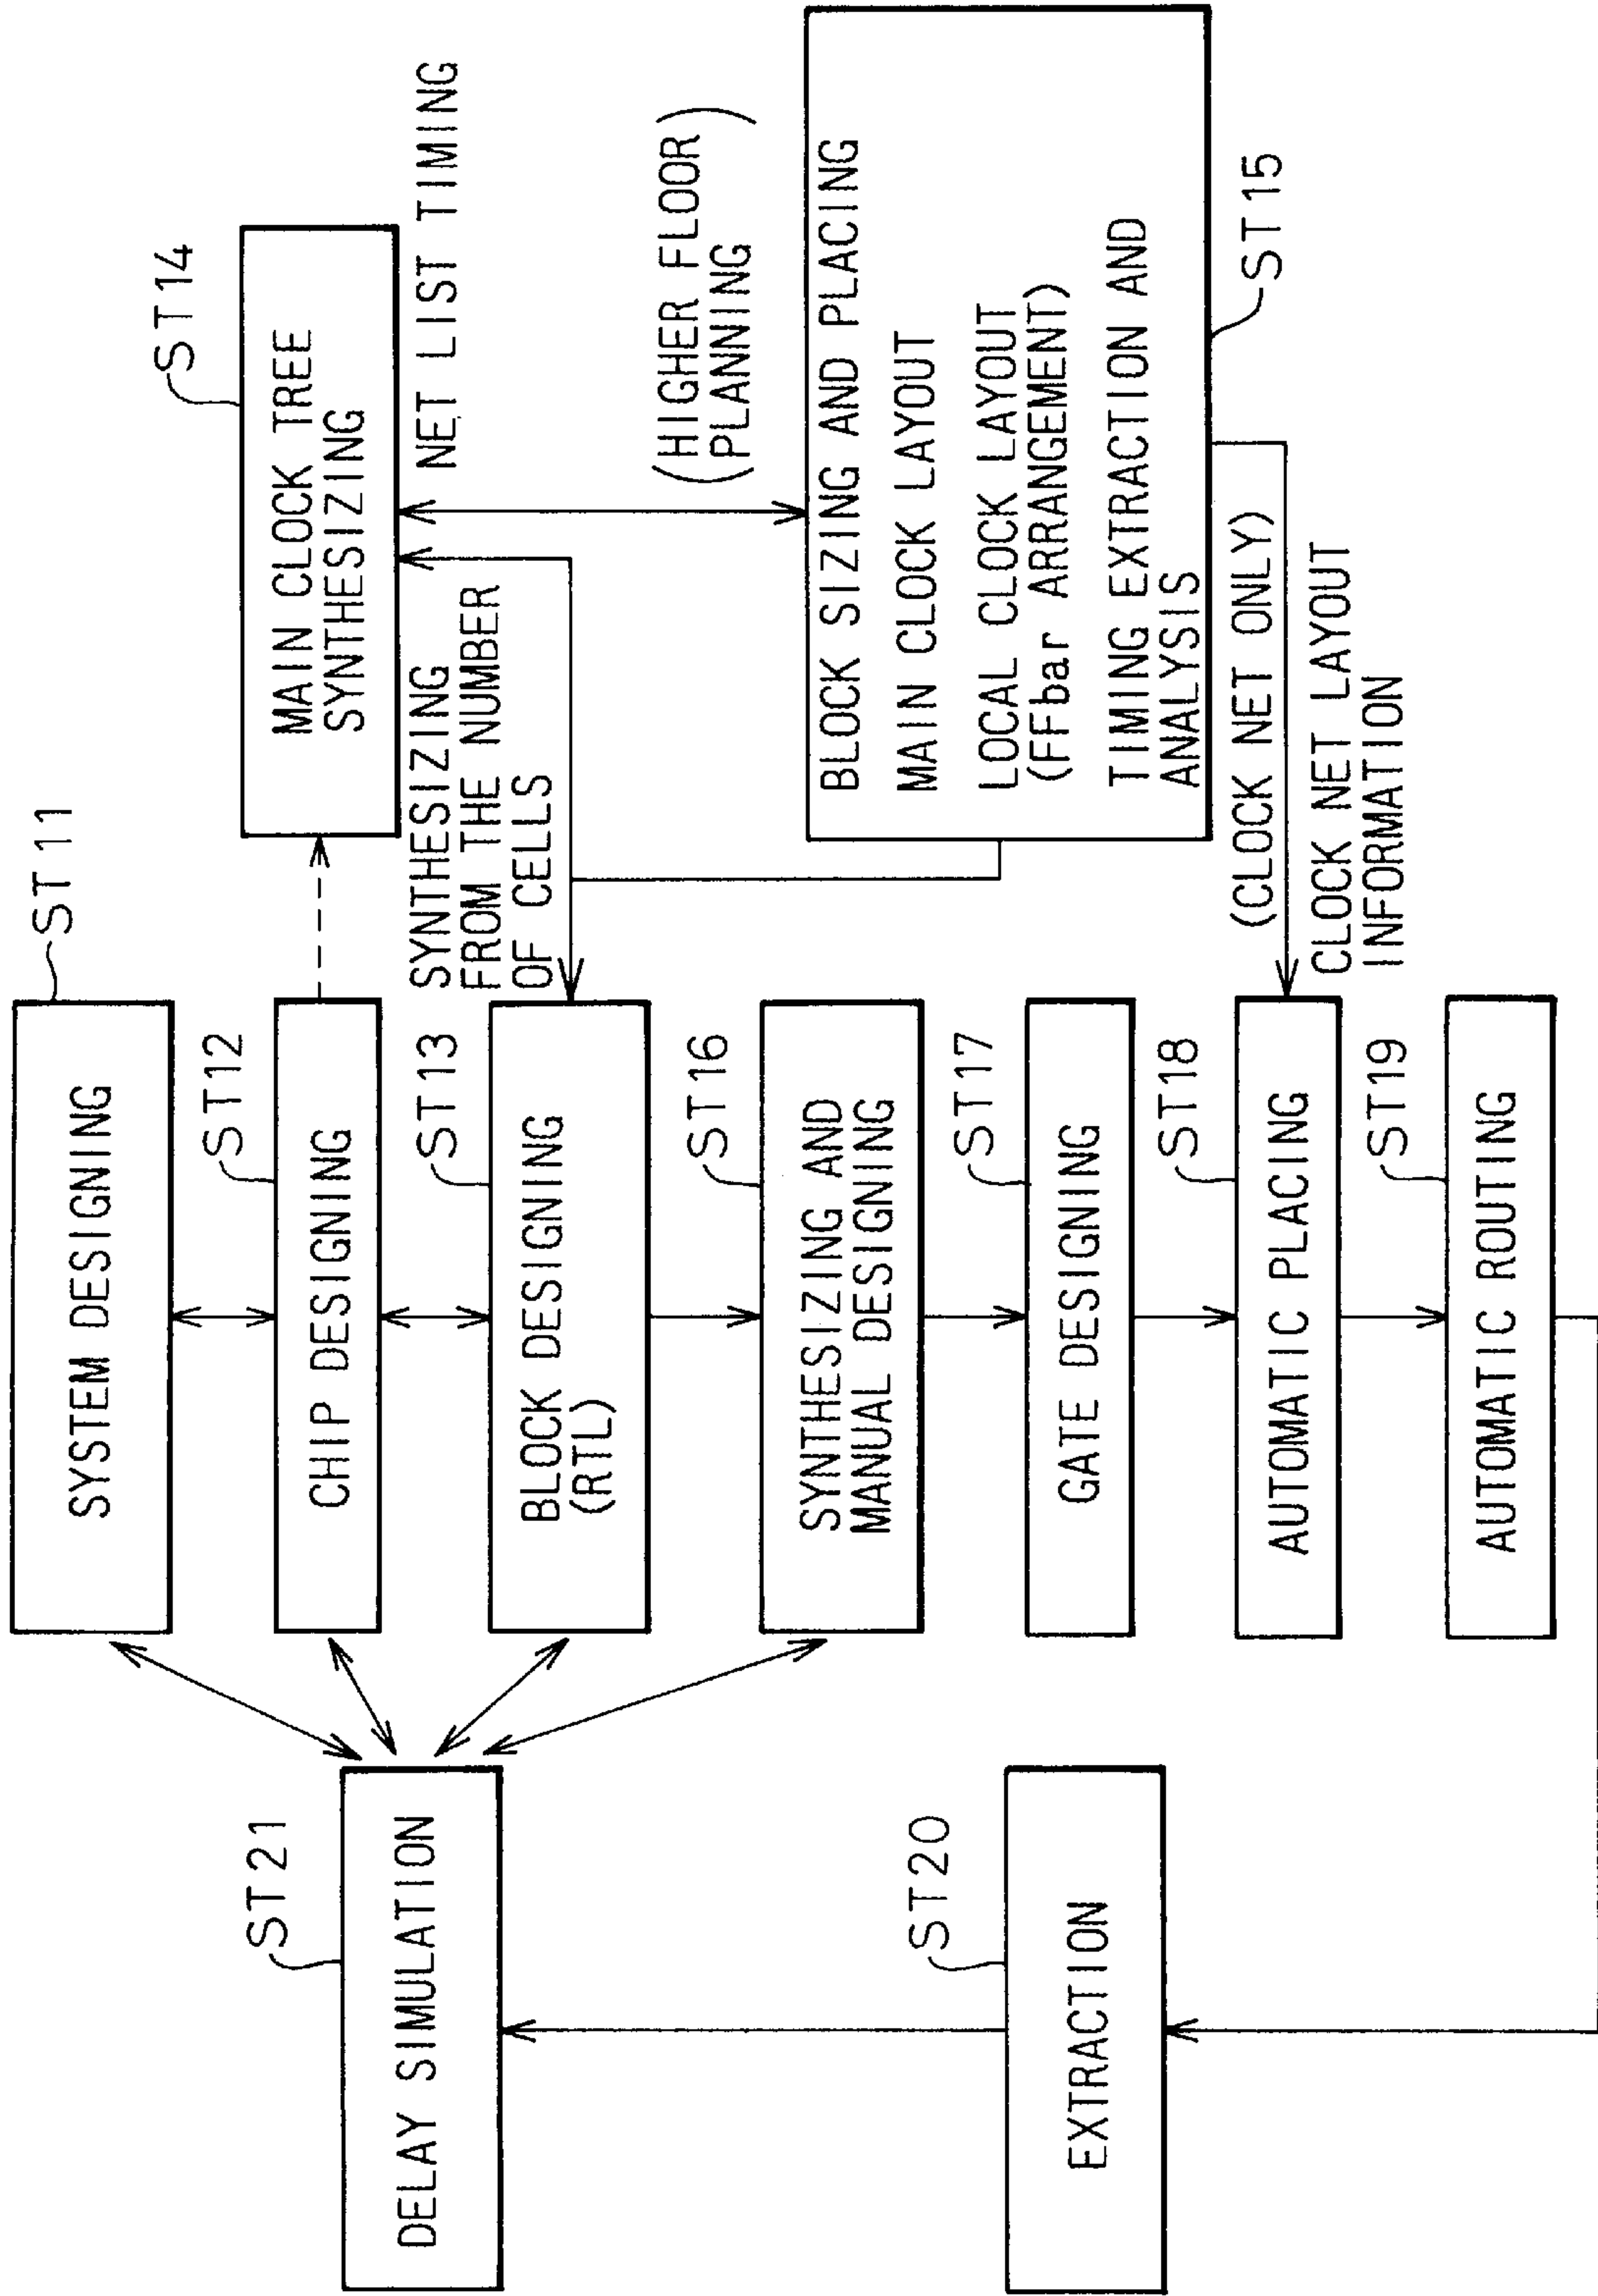 ST11
SYSTEM DESIGNING
ST12
CHIP DESIGNING
ST13
BLOCK DESIGNING
(RTL)
ST16
SYNTHESIZING AND
MANUAL DESIGNING
ST17
GATE DESIGNING
ST18
AUTOMATIC PLACING
ST19
AUTOMATIC ROUTING
ST21
DELAY SIMULATION
ST20
EXTRACTION
ST14
MAIN CLOCK TREE
SYNTHESIZING
NET LIST TIMING
SYNTHESIZING
FROM THE NUMBER
OF CELLS
(HIGHER FLOOR
PLANNING)
BLOCK SIZING AND PLACING
MAIN CLOCK LAYOUT
LOCAL CLOCK LAYOUT
(FFbar ARRANGEMENT)
TIMING EXTRACTION AND
ANALYSIS
ST15
(CLOCK NET ONLY)
CLOCK NET LAYOUT
INFORMATION